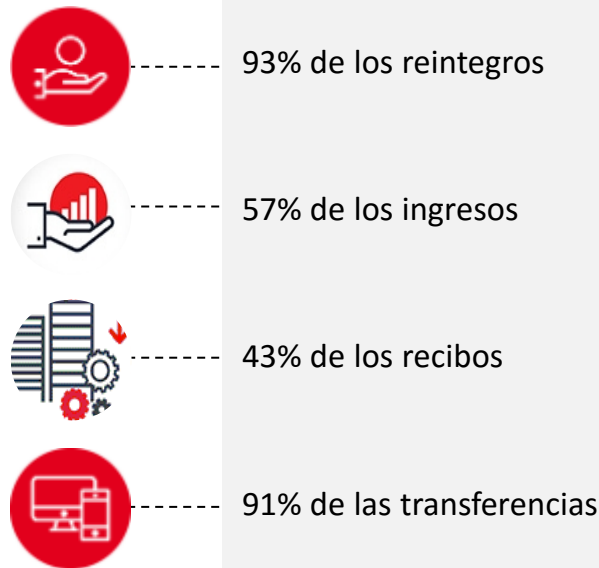 93% de los reintegros
57% de los ingresos
43% de los recibos
91% de las transferencias